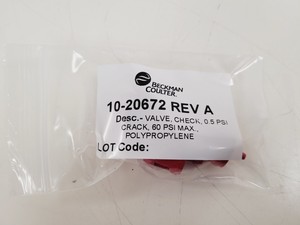 BECKMAN
COULTER.
10-20672 REV A
Desc.- VALVE, CHECK, 0.5 PSI
CRACK, 60 PSI MAX.,
POLYPROPYLENE
LOT Code: